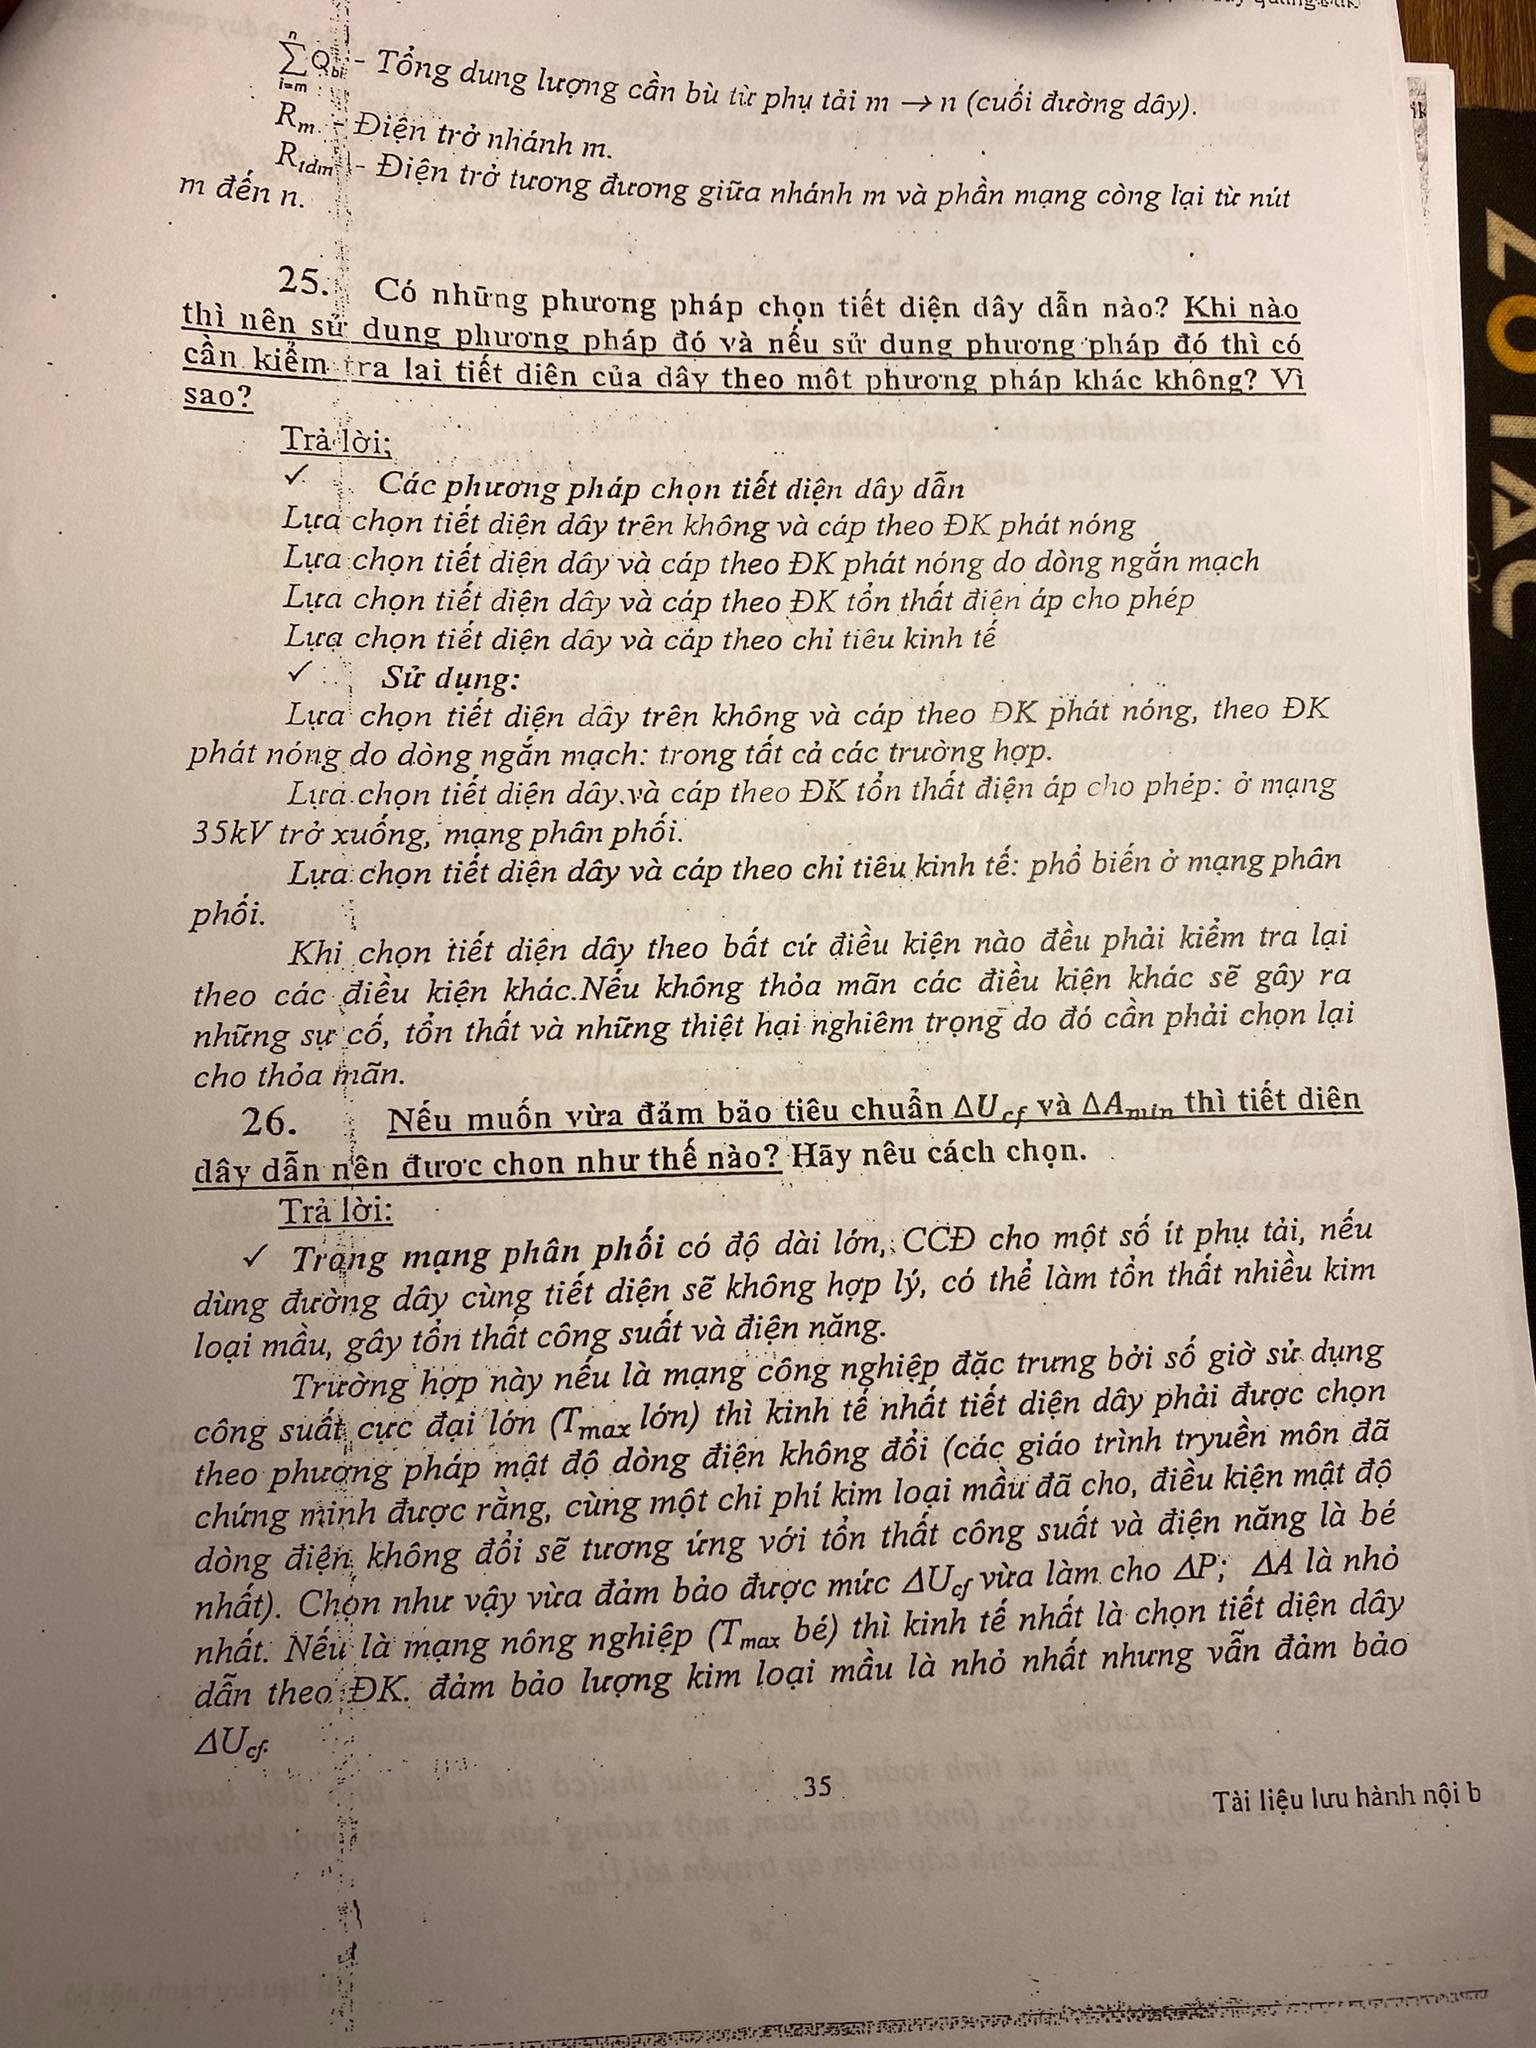 $\sum_{i=m}^{n} Q_{bi}$ - Tổng dung lượng cần bù từ phụ tải m → n (cuối đường dây).
$R_m$ - Điện trở nhánh m.
$R_{tdm}$ - Điện trở tương đương giữa nhánh m và phần mạng còng lại từ nút
m đến n.
25. Có những phương pháp chọn tiết diện dây dẫn nào? Khi nào
thì nên sử dụng phương pháp đó và nếu sử dụng phương pháp đó thì có
cần kiểm tra lại tiết diện của dây theo một phương pháp khác không? Vì
sao?
Trả lời:
✓ Các phương pháp chọn tiết diện dây dẫn
Lựa chọn tiết diện dây trên không và cáp theo ĐK phát nóng
Lựa chọn tiết diện dây và cáp theo ĐK phát nóng do dòng ngắn mạch
Lựa chọn tiết diện dây và cáp theo ĐK tổn thất điện áp cho phép
Lựa chọn tiết diện dây và cáp theo chỉ tiêu kinh tế
✓ Sử dụng:
Lựa chọn tiết diện dây trên không và cáp theo ĐK phát nóng, theo ĐK
phát nóng do dòng ngắn mạch: trong tất cả các trường hợp.
Lựa chọn tiết diện dây và cáp theo ĐK tổn thất điện áp cho phép: ở mạng
35kV trở xuống, mạng phân phối.
Lựa chọn tiết diện dây và cáp theo chỉ tiêu kinh tế: phổ biến ở mạng phân
phối.
Khi chọn tiết diện dây theo bất cứ điều kiện nào đều phải kiểm tra lại
theo các điều kiện khác.Nếu không thỏa mãn các điều kiện khác sẽ gây ra
những sự cố, tổn thất và những thiệt hại nghiêm trọng do đó cần phải chọn lại
cho thỏa mãn.
26. Nếu muốn vừa đảm bảo tiêu chuẩn $\Delta U_{cf}$ và $\Delta A_{min}$ thì tiết diện
dây dẫn nên được chọn như thế nào? Hãy nêu cách chọn.
Trả lời:
✓ Trong mạng phân phối có độ dài lớn, CCĐ cho một số ít phụ tải, nếu
dùng đường dây cùng tiết diện sẽ không hợp lý, có thể làm tổn thất nhiều kim
loại mầu, gây tổn thất công suất và điện năng.
Trường hợp này nếu là mạng công nghiệp đặc trưng bởi số giờ sử dụng
công suất cực đại lớn ($T_{max}$ lớn) thì kinh tế nhất tiết diện dây phải được chọn
theo phương pháp mật độ dòng điện không đổi (các giáo trình tryuền môn đã
chứng minh được rằng, cùng một chi phí kim loại mầu đã cho, điều kiện mật độ
dòng điện không đổi sẽ tương ứng với tổn thất công suất và điện năng là bé
nhất). Chọn như vậy vừa đảm bảo được mức $\Delta U_{cf}$ vừa làm cho ΔP; ΔA là nhỏ
nhất. Nếu là mạng nông nghiệp ($T_{max}$ bé) thì kinh tế nhất là chọn tiết diện dây
dẫn theo ĐK. đảm bảo lượng kim loại mầu là nhỏ nhất nhưng vẫn đảm bảo
$\Delta U_{cf}$.
35
Tài liệu lưu hành nội b
ZOTAC